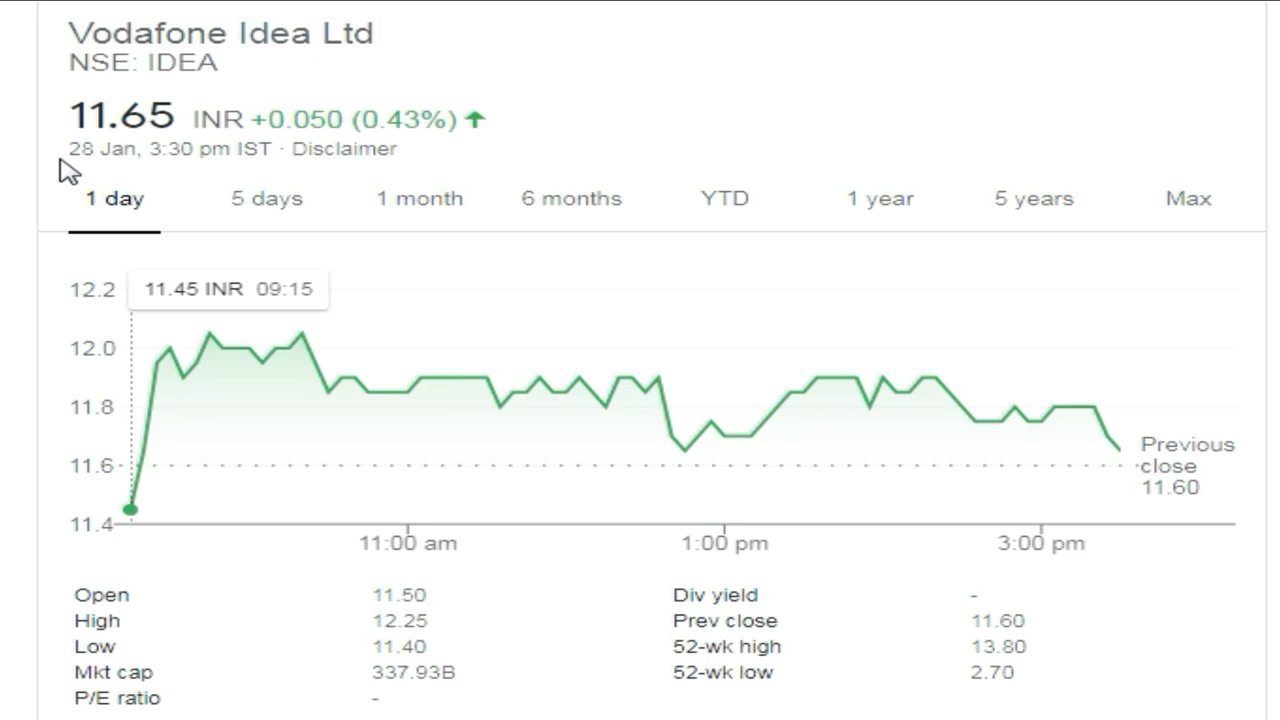 Vodafone Idea Ltd
NSE: IDEA
11.65 INR +0.050 (0.43%) ↑
28 Jan, 3:30 pm IST · Disclaimer
1 day 5 days 1 month 6 months YTD 1 year 5 years Max
11.45 INR 09:15
12.2
12.0
11.8
11.6
11.4
Previous
close
11.60
11:00 am 1:00 pm 3:00 pm
Open 11.50 Div yield -
High 12.25 Prev close 11.60
Low 11.40 52-wk high 13.80
Mkt cap 337.93B 52-wk low 2.70
P/E ratio -